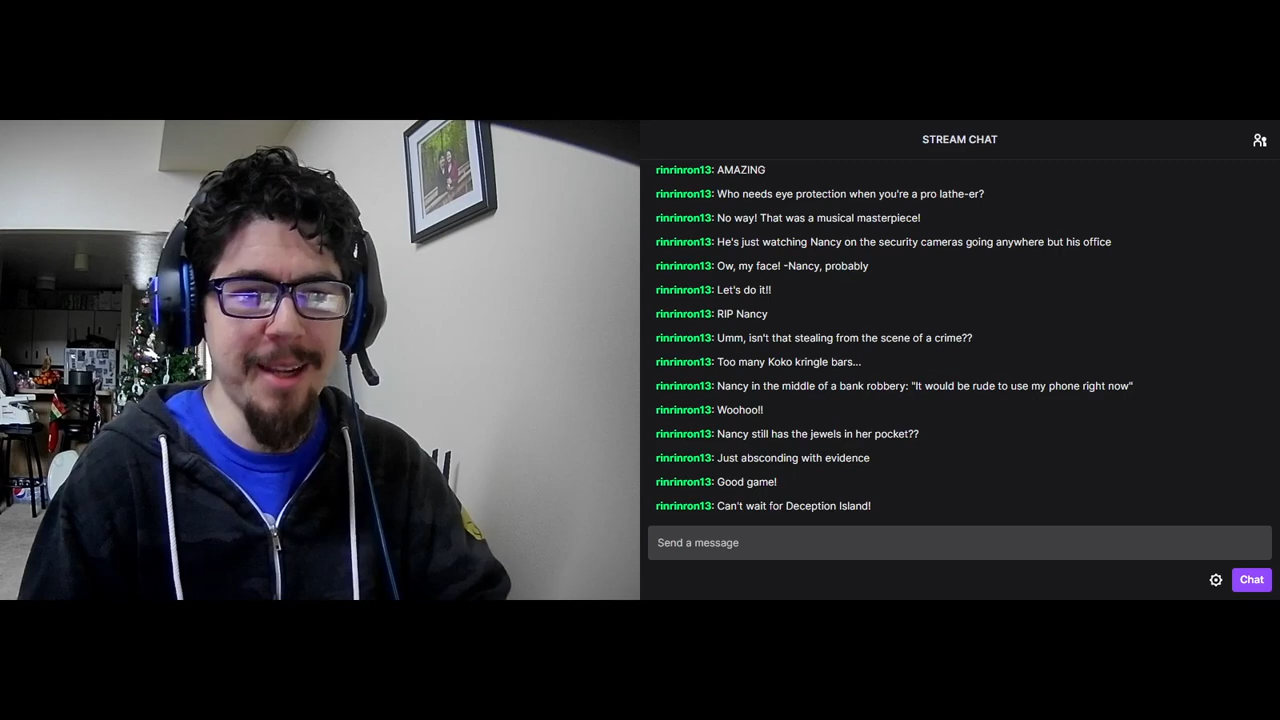 STREAM CHAT
rinrinron13: AMAZING
rinrinron13: Who needs eye protection when you're a pro lathe-er?
rinrinron13: No way! That was a musical masterpiece!
rinrinron13: He's just watching Nancy on the security cameras going anywhere but his office
rinrinron13: Ow, my face! -Nancy, probably
rinrinron13: Let's do it!!
rinrinron13: RIP Nancy
rinrinron13: Umm, isn't that stealing from the scene of a crime??
rinrinron13: Too many Koko kringle bars...
rinrinron13: Nancy in the middle of a bank robbery: "It would be rude to use my phone right now"
rinrinron13: Woohoo!!
rinrinron13: Nancy still has the jewels in her pocket??
rinrinron13: Just absconding with evidence
rinrinron13: Good game!
rinrinron13: Can't wait for Deception Island!
Send a message
Chat